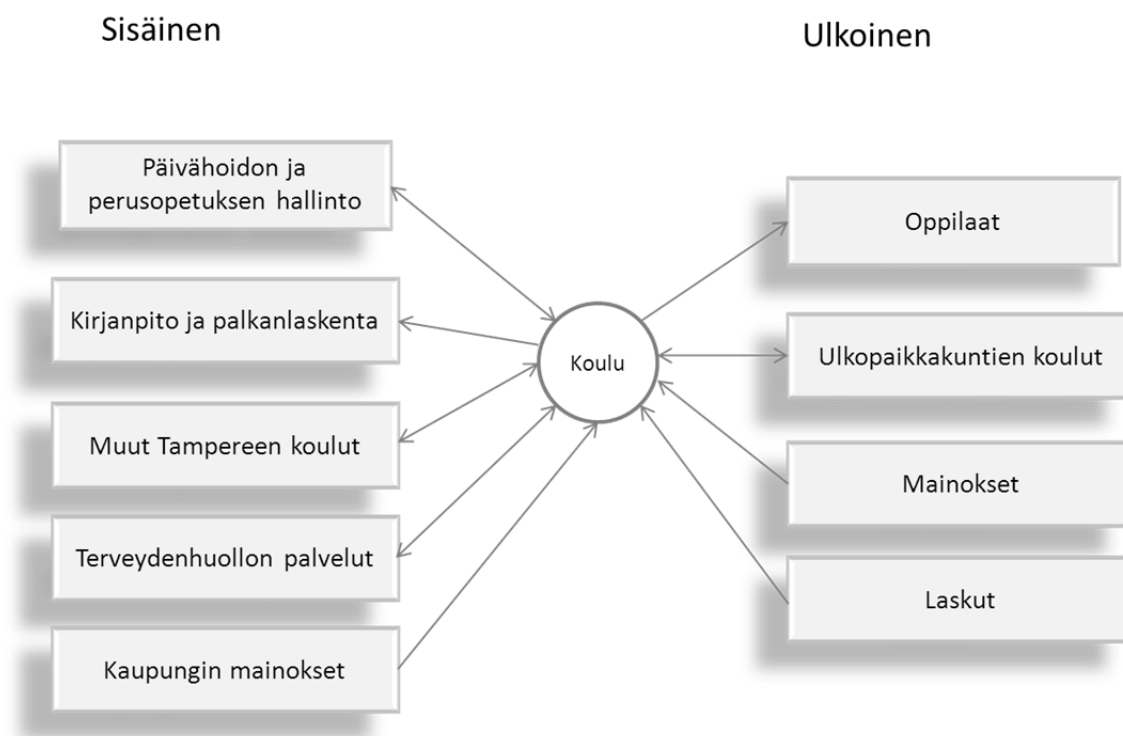 Sisäinen
Ulkoinen
Päivähoidon ja
perusopetuksen hallinto
Kirjanpito ja palkanlaskenta
Muut Tampereen koulut
Terveydenhuollon palvelut
Kaupungin mainokset
Koulu
Oppilaat
Ulkopaikkakuntien koulut
Mainokset
Laskut